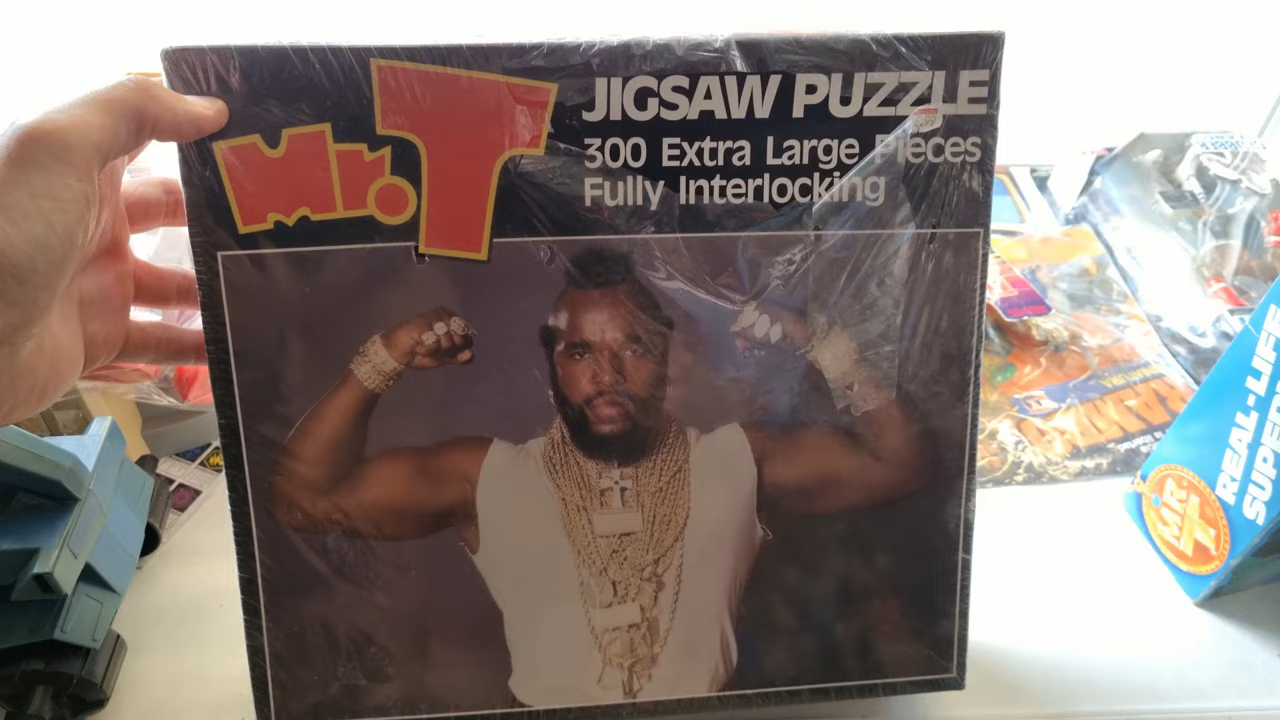 Mr. T
JIGSAW PUZZLE
300 Extra Large Pieces
Fully Interlocking
REAL-LIFE
SUPER
MR
T